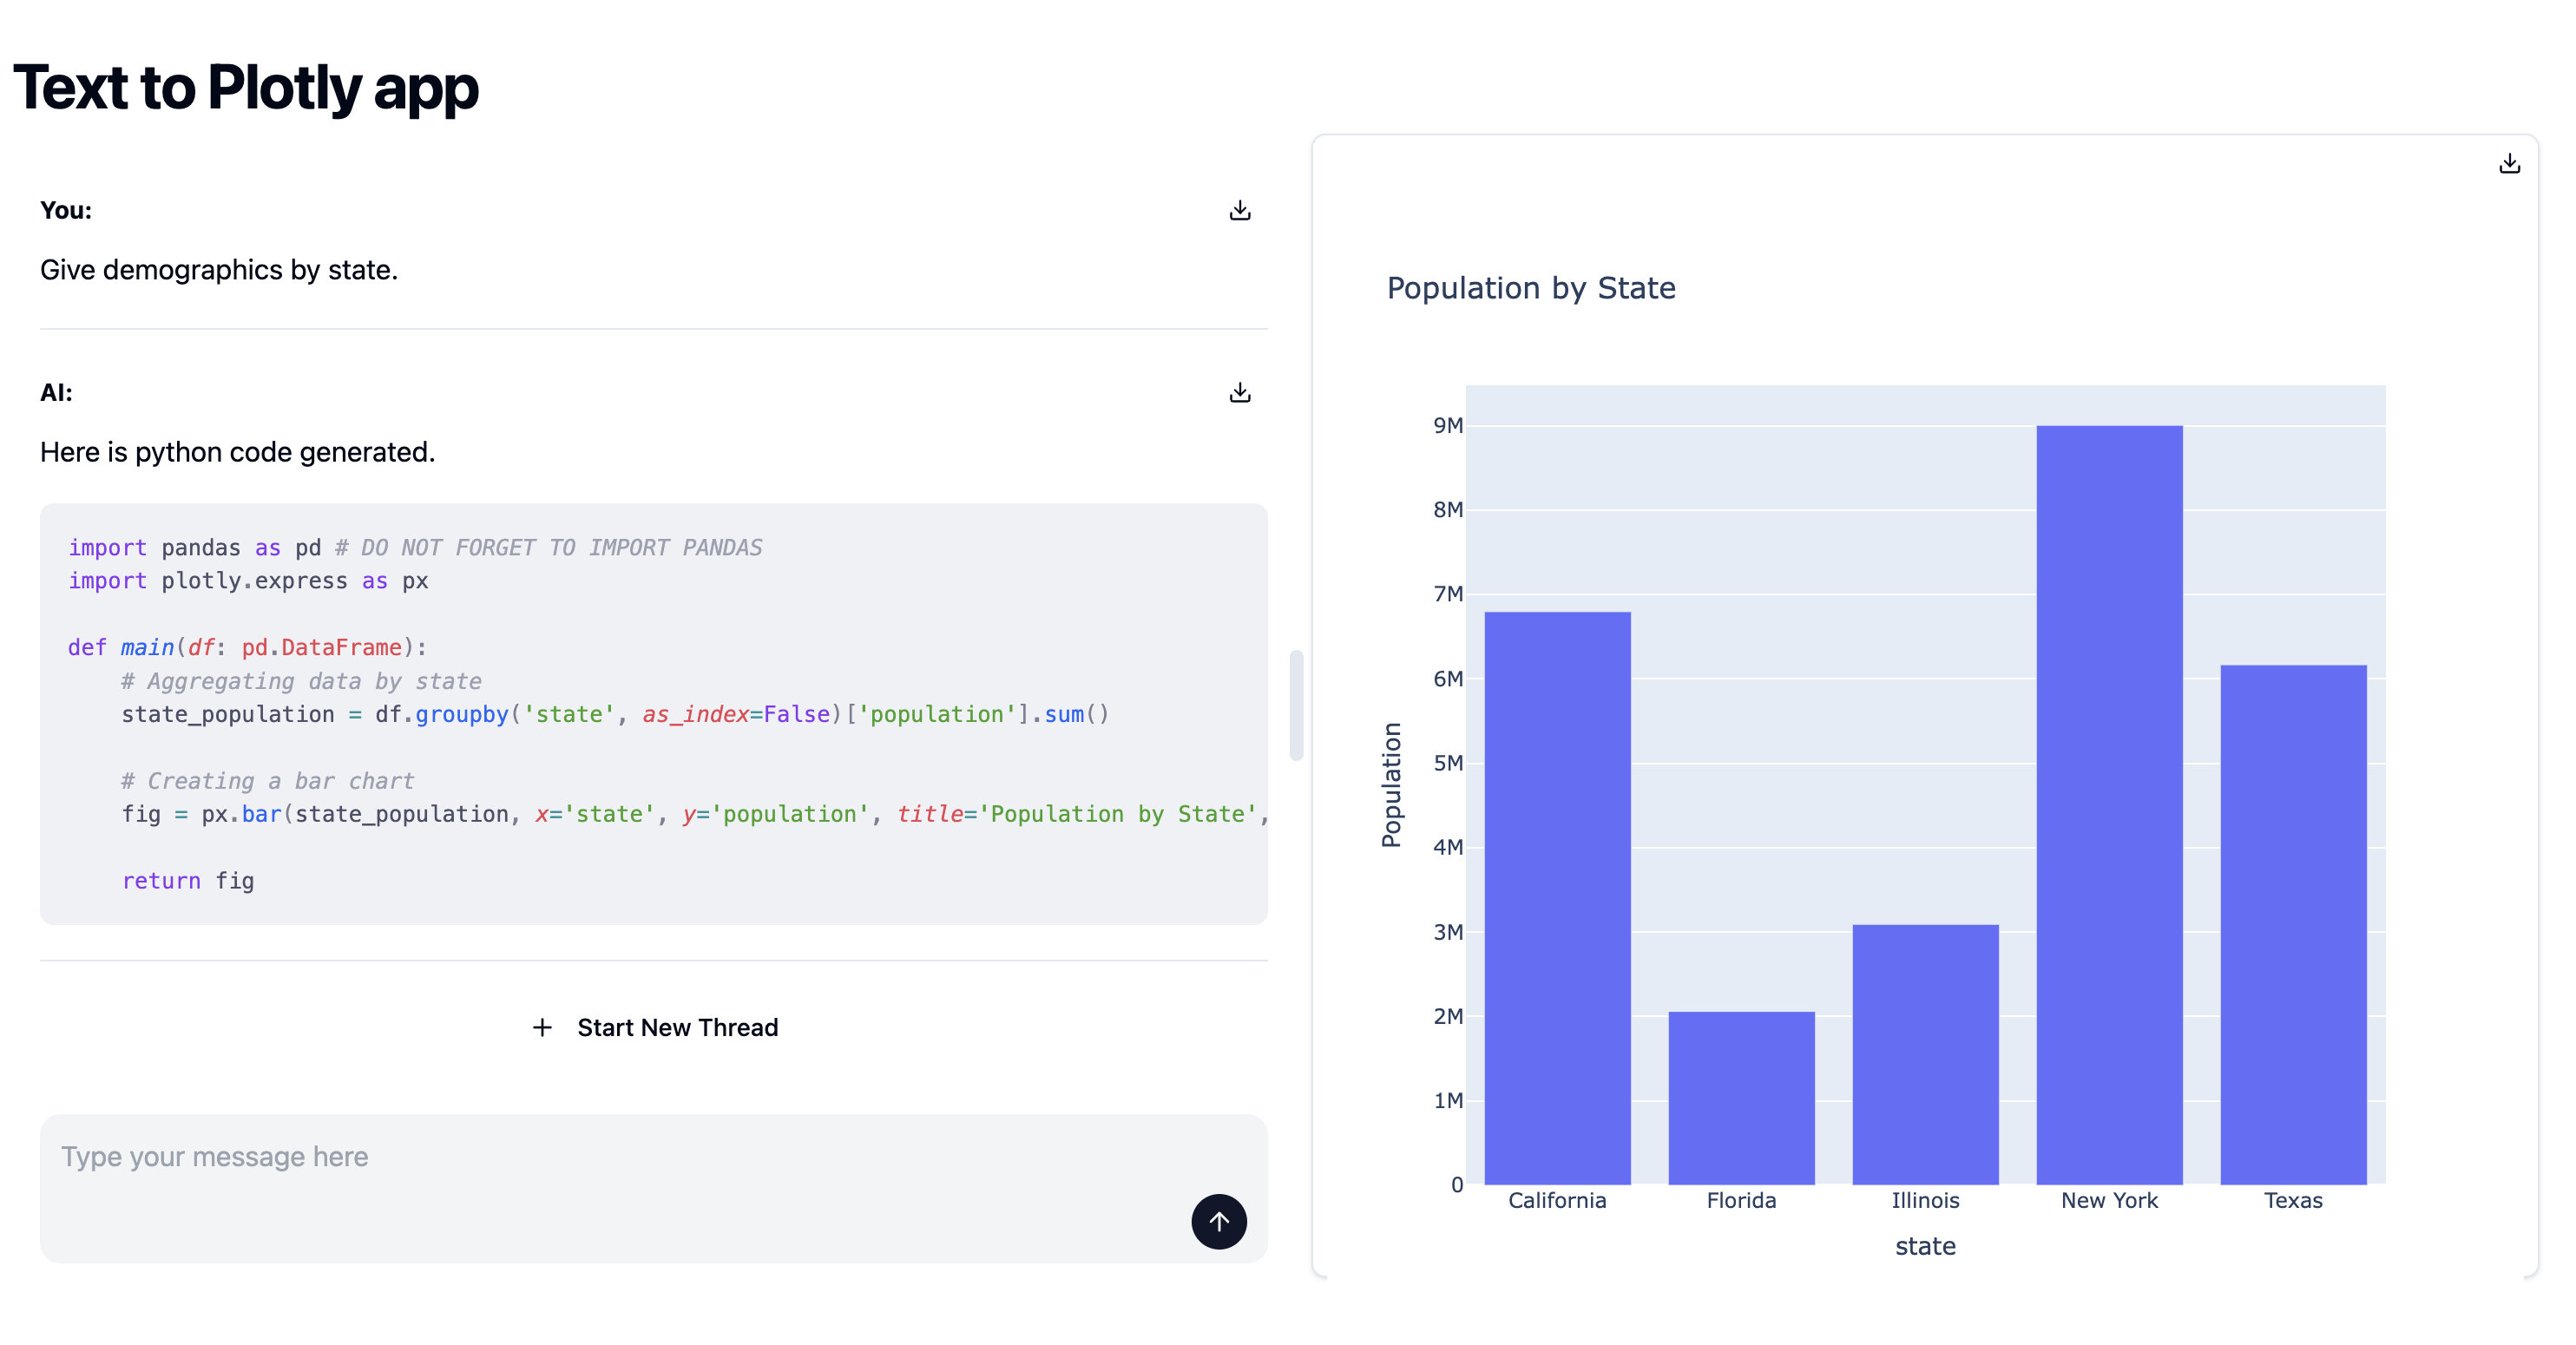 Text to Plotly app
You:
Give demographics by state.
AI:
Here is python code generated.
import pandas as pd # DO NOT FORGET TO IMPORT PANDAS
import plotly.express as px
def main(df: pd.DataFrame):
    # Aggregating data by state
    state_population = df.groupby('state', as_index=False)['population'].sum()
    # Creating a bar chart
    fig = px.bar(state_population, x='state', y='population', title='Population by State',
    return fig
+ Start New Thread
Type your message here
Population by State
Population
9M
8M
7M
6M
5M
4M
3M
2M
1M
0
California Florida Illinois New York Texas
state